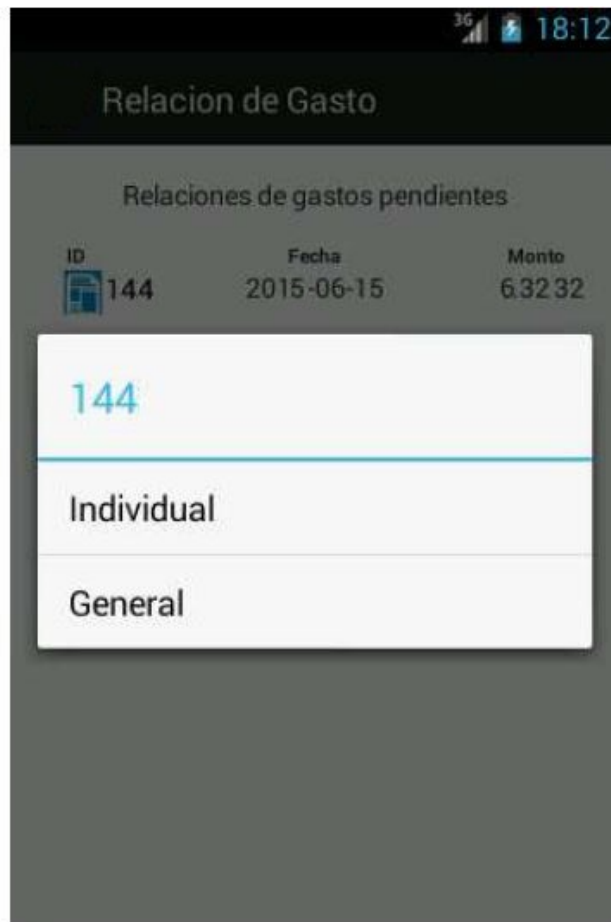 3G 18:12
Relacion de Gasto
Relaciones de gastos pendientes
ID Fecha Monto
144 2015-06-15 6.32 32
144
Individual
General